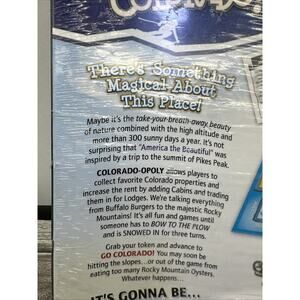 COLORADO-
There's Something
Magical About
This Place!
Maybe it's the take-your-breath-away beauty
of nature combined with the high altitude and
more than 300 sunny days a year. It's not
surprising that "America the Beautiful" was
inspired by a trip to the summit of Pikes Peak.
COLORADO-OPOLY allows players to
collect favorite Colorado properties and
increase the rent by adding Cabins and trading
them in for Lodges. We're talking everything
from Buffalo Burgers to the majestic Rocky
Mountains! It's all fun and games until
someone has to BOW TO THE PLOW
and is SNOWED IN for three turns.
Grab your token and advance to
GO COLORADO! You may soon be
hitting the slopes...or out of the game from
eating too many Rocky Mountain Oysters.
Whatever happens...
IT'S GONNA BE...